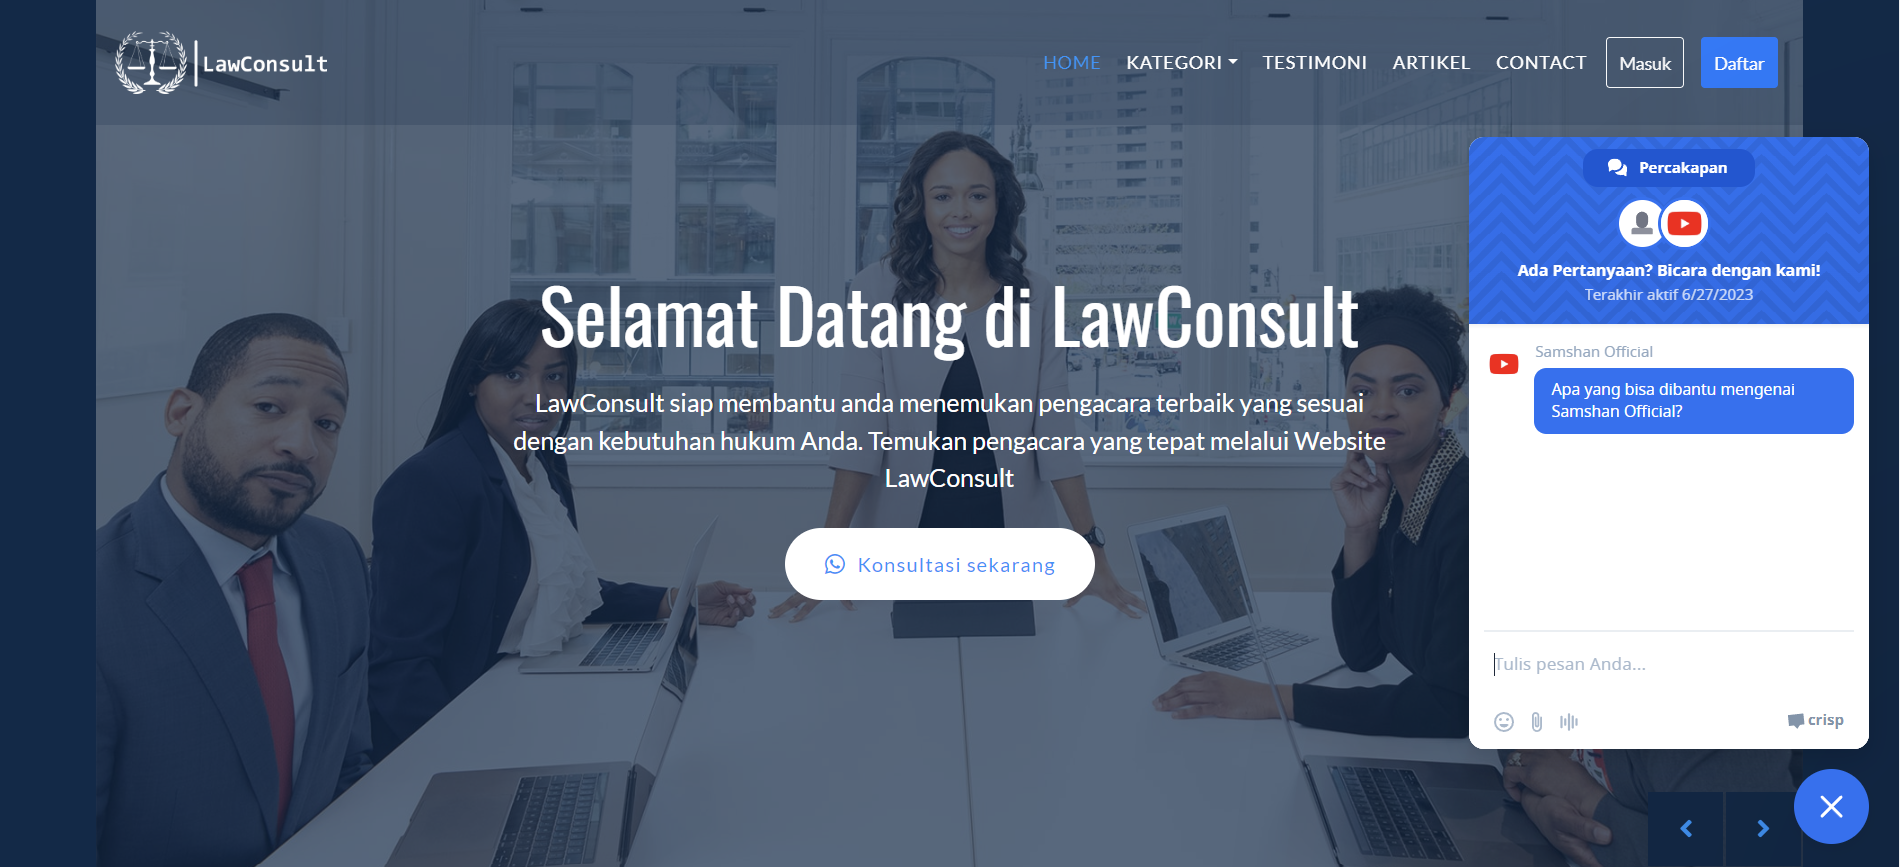 LawConsult
HOME KATEGORI TESTIMONI ARTIKEL CONTACT Masuk Daftar
Selamat Datang di LawConsult
LawConsult siap membantu anda menemukan pengacara terbaik yang sesuai
dengan kebutuhan hukum Anda. Temukan pengacara yang tepat melalui Website
LawConsult
Konsultasi sekarang
Percakapan
Ada Pertanyaan? Bicara dengan kami!
Terakhir aktif 6/27/2023
Samshan Official
Apa yang bisa dibantu mengenai
Samshan Official?
Tulis pesan Anda...
crisp